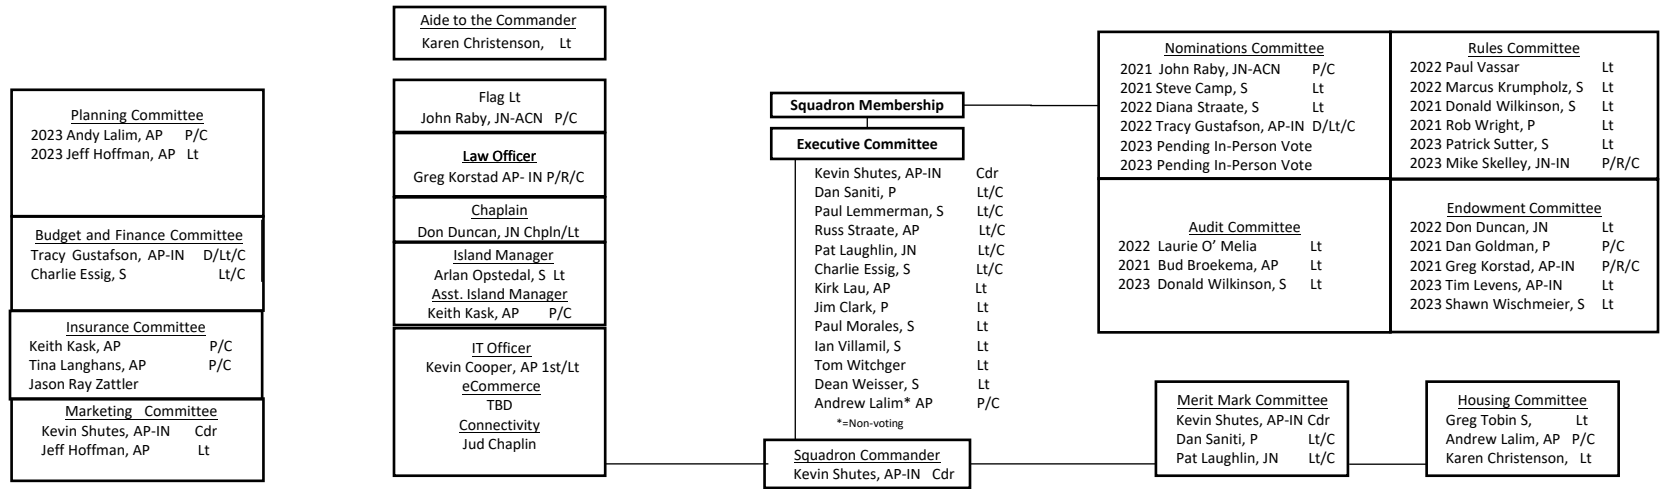 Aide to the Commander
Karen Christenson, Lt
Planning Committee
2023 Andy Lalim, AP P/C
2023 Jeff Hoffman, AP Lt
Budget and Finance Committee
Tracy Gustafson, AP-IN D/Lt/C
Charlie Essig, S Lt/C
Insurance Committee
Keith Kask, AP P/C
Tina Langhans, AP P/C
Jason Ray Zattler
Marketing Committee
Kevin Shutes, AP-IN Cdr
Jeff Hoffman, AP Lt
Flag Lt
John Raby, JN-ACN P/C
Law Officer
Greg Korstad AP- IN P/R/C
Chaplain
Don Duncan, JN Chpln/Lt
Island Manager
Arlan Opstedal, S Lt
Asst. Island Manager
Keith Kask, AP P/C
IT Officer
Kevin Cooper, AP 1st/Lt
eCommerce
TBD
Connectivity
Jud Chaplin
Squadron Membership
Executive Committee
Kevin Shutes, AP-IN Cdr
Dan Saniti, P Lt/C
Paul Lemmerman, S Lt/C
Russ Straate, AP Lt/C
Pat Laughlin, JN Lt/C
Charlie Essig, S Lt/C
Kirk Lau, AP Lt
Jim Clark, P Lt
Paul Morales, S Lt
Ian Villamil, S Lt
Tom Witchger Lt
Dean Weisser, S Lt
Andrew Lalim* AP P/C
*=Non-voting
Squadron Commander
Kevin Shutes, AP-IN Cdr
Nominations Committee
2021 John Raby, JN-ACN P/C
2021 Steve Camp, S Lt
2022 Diana Straate, S Lt
2022 Tracy Gustafson, AP-IN D/Lt/C
2023 Pending In-Person Vote
2023 Pending In-Person Vote
Rules Committee
2022 Paul Vassar Lt
2022 Marcus Krumpholz, S Lt
2021 Donald Wilkinson, S Lt
2021 Rob Wright, P Lt
2023 Patrick Sutter, S Lt
2023 Mike Skelley, JN-IN P/R/C
Audit Committee
2022 Laurie O' Melia Lt
2021 Bud Broekema, AP Lt
2023 Donald Wilkinson, S Lt
Endowment Committee
2022 Don Duncan, JN Lt
2021 Dan Goldman, P P/C
2021 Greg Korstad, AP-IN P/R/C
2023 Tim Levens, AP-IN Lt
2023 Shawn Wischmeier, S Lt
Merit Mark Committee
Kevin Shutes, AP-IN Cdr
Dan Saniti, P Lt/C
Pat Laughlin, JN Lt/C
Housing Committee
Greg Tobin S, Lt
Andrew Lalim, AP P/C
Karen Christenson, Lt